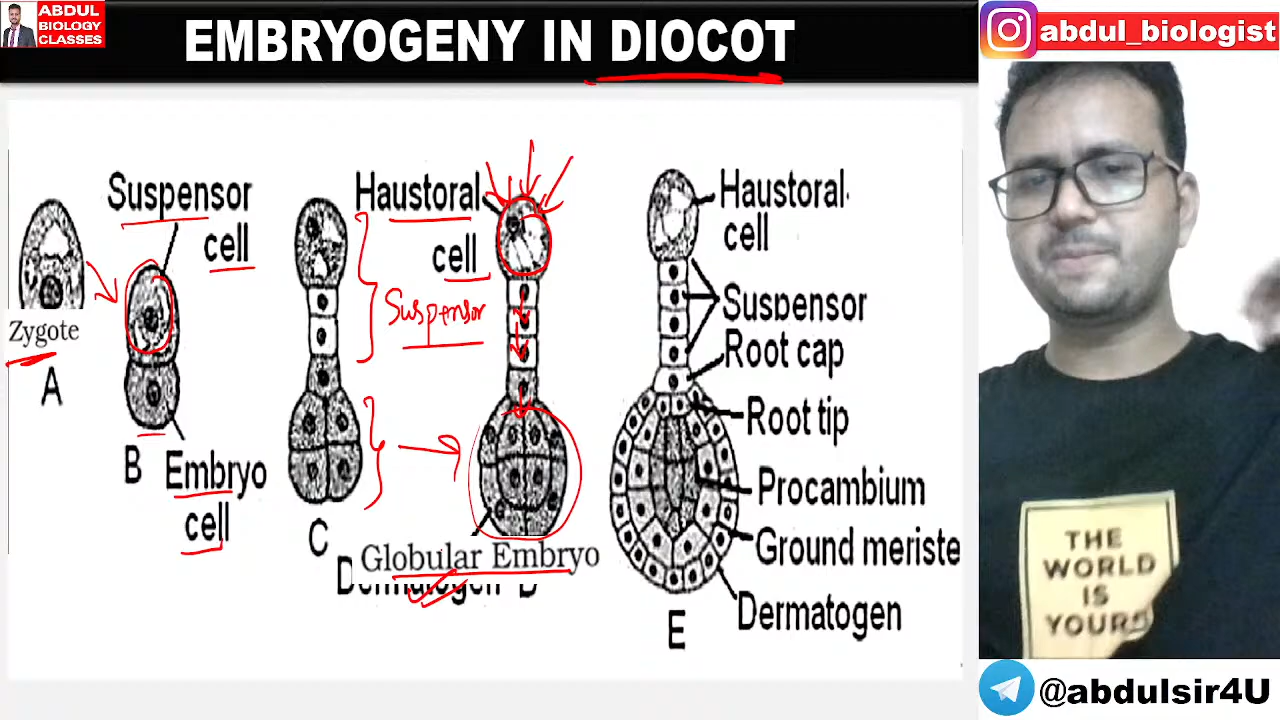 ABDUL
BIOLOGY
CLASSES
EMBRYOGENY IN DIOCOT
abdul_biologist
Suspensor
cell
Haustoral
cell
Haustoral
cell
Zygote
Suspensor
Suspensor
Root cap
A
Root tip
B
Embryo
cell
Procambium
C
Globular Embryo
Ground meriste
Dermatogen
E
THE
WORLD
IS
YOURS
@abdulsir4U